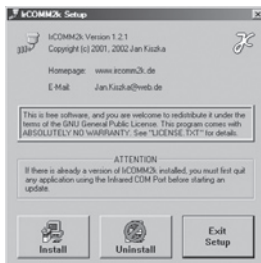 IrCOMM2k Setup
IrCOMM2k Version 1.2.1
Copyright (c) 2001, 2002 Jan Kiszka
Homepage: www.ircomm2k.de
E-Mail: Jan.Kiszka@web.de
This is free software, and you are welcome to redistribute it under the
terms of the GNU General Public License. This program comes with
ABSOLUTELY NO WARRANTY. See "LICENSE.TXT" for details.
ATTENTION
If there is already a version of IrCOMM2k installed, you must first quit
any application using the Infrared COM Port before starting an
update.
Install
Uninstall
Exit
Setup